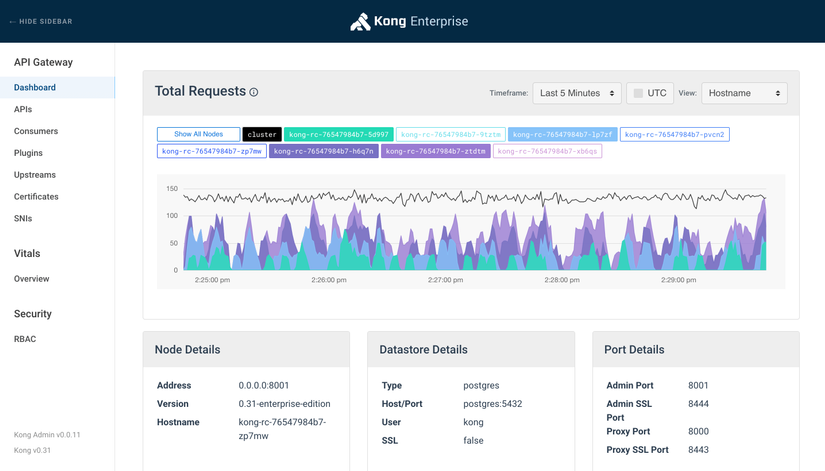 ← HIDE SIDEBAR
Kong Enterprise
API Gateway
Dashboard
APIs
Consumers
Plugins
Upstreams
Certificates
SNIs
Vitals
Overview
Security
RBAC
Kong Admin v0.0.11
Kong v0.31
Total Requests
Timeframe: Last 5 Minutes UTC View: Hostname
Show All Nodes cluster kong-rc-76547984b7-5d997 kong-rc-76547984b7-9tztm kong-rc-76547984b7-lp7zf kong-rc-76547984b7-pvcn2
kong-rc-76547984b7-zp7mw kong-rc-76547984b7-h6q7n kong-rc-76547984b7-ztdtm kong-rc-76547984b7-xb6qs
150
100
50
0
2:25:00 pm 2:26:00 pm 2:27:00 pm 2:28:00 pm 2:29:00 pm
Node Details
Address 0.0.0.0:8001
Version 0.31-enterprise-edition
Hostname kong-rc-76547984b7-
zp7mw
Datastore Details
Type postgres
Host/Port postgres:5432
User kong
SSL false
Port Details
Admin Port 8001
Admin SSL 8444
Port
Proxy Port 8000
Proxy SSL Port 8443